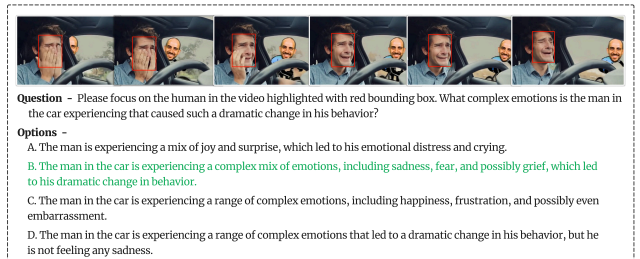 Question - Please focus on the human in the video highlighted with red bounding box. What complex emotions is the man in
the car experiencing that caused such a dramatic change in his behavior?
Options -
A. The man is experiencing a mix of joy and surprise, which led to his emotional distress and crying.
B. The man in the car is experiencing a complex mix of emotions, including sadness, fear, and possibly grief, which led
to his dramatic change in behavior.
C. The man in the car is experiencing a range of complex emotions, including happiness, frustration, and possibly even
embarrassment.
D. The man in the car is experiencing a range of complex emotions that led to a dramatic change in his behavior, but he
is not feeling any sadness.